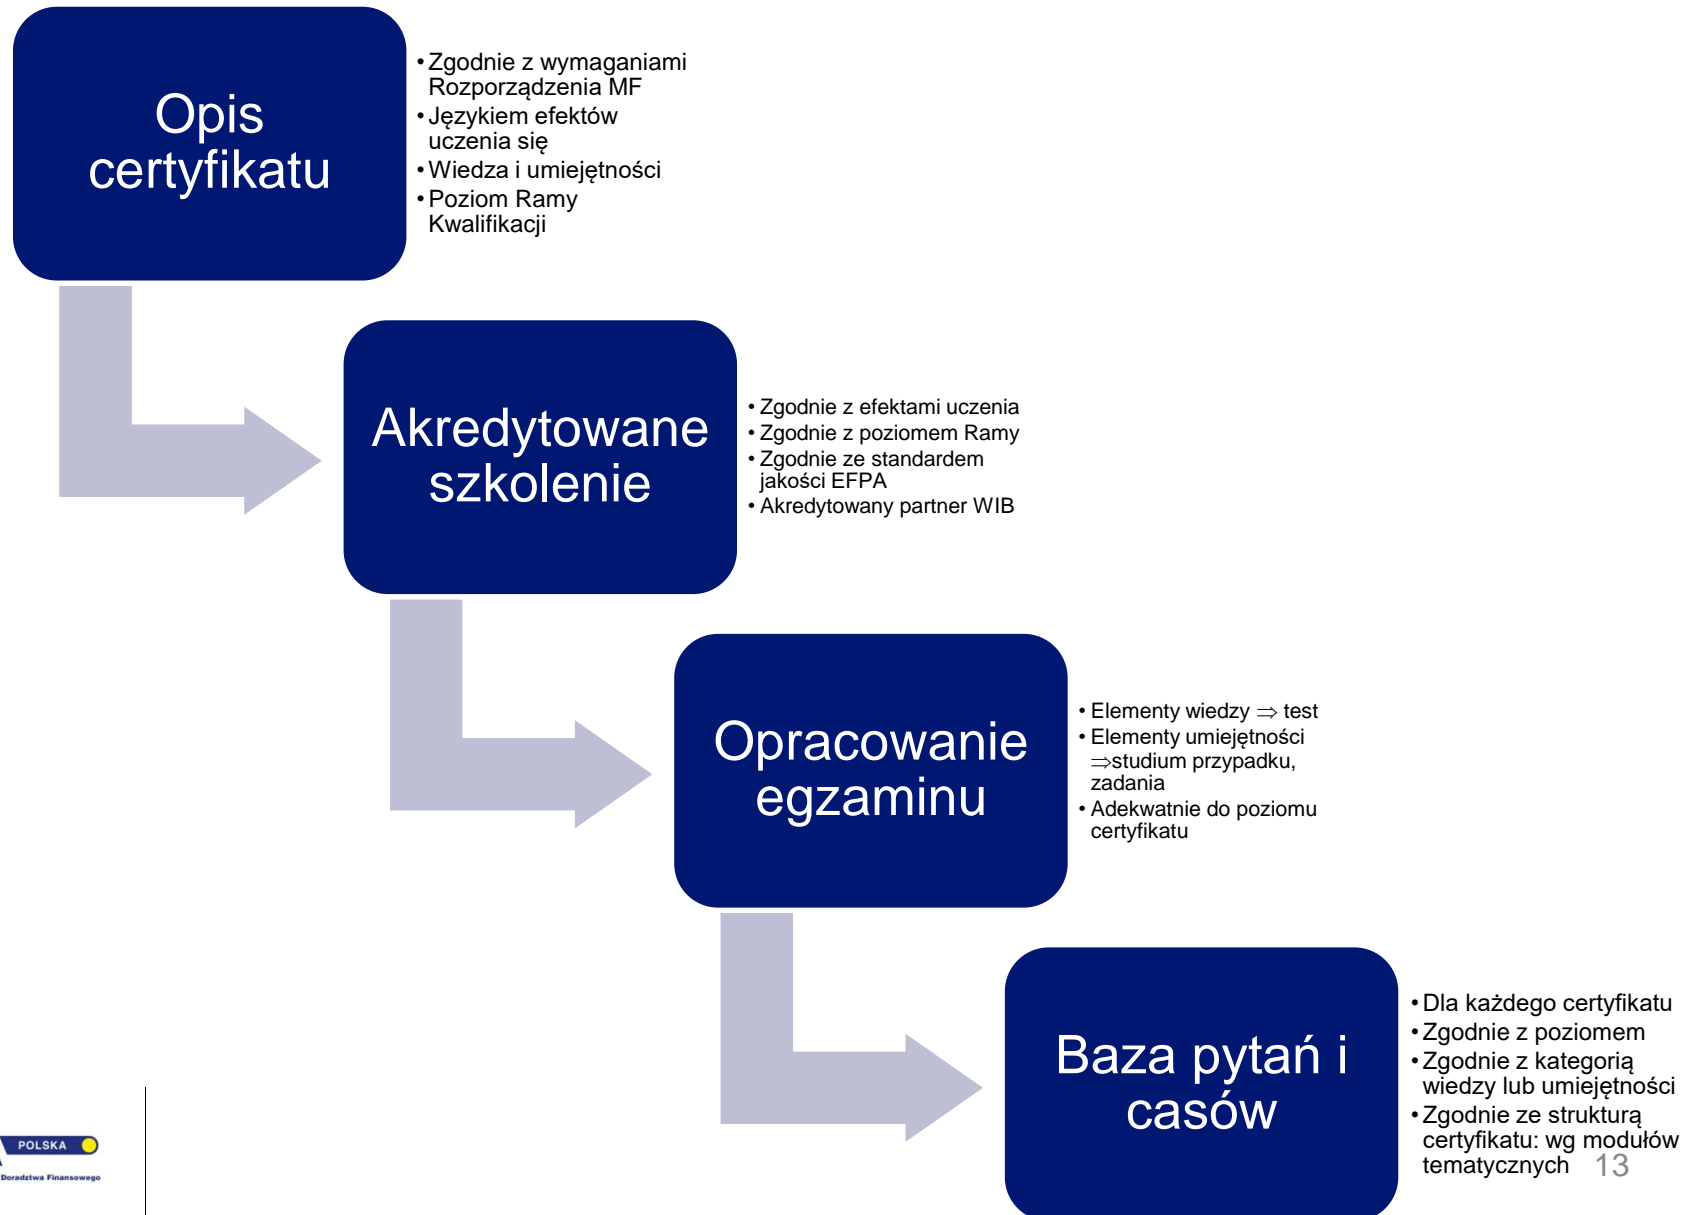 Opis
certyfikatu
• Zgodnie z wymaganiami
Rozporządzenia MF
• Językiem efektów
uczenia się
• Wiedza i umiejętności
• Poziom Ramy
Kwalifikacji
Akredytowane
szkolenie
• Zgodnie z efektami uczenia
• Zgodnie z poziomem Ramy
• Zgodnie ze standardem
jakości EFPA
• Akredytowany partner WIB
Opracowanie
egzaminu
• Elementy wiedzy ⇒ test
• Elementy umiejętności
⇒studium przypadku,
zadania
• Adekwatnie do poziomu
certyfikatu
Baza pytań i
casów
• Dla każdego certyfikatu
• Zgodnie z poziomem
• Zgodnie z kategorią
wiedzy lub umiejętności
• Zgodnie ze strukturą
certyfikatu: wg modułów
tematycznych
13
POLSKA
Doradztwa Finansowego